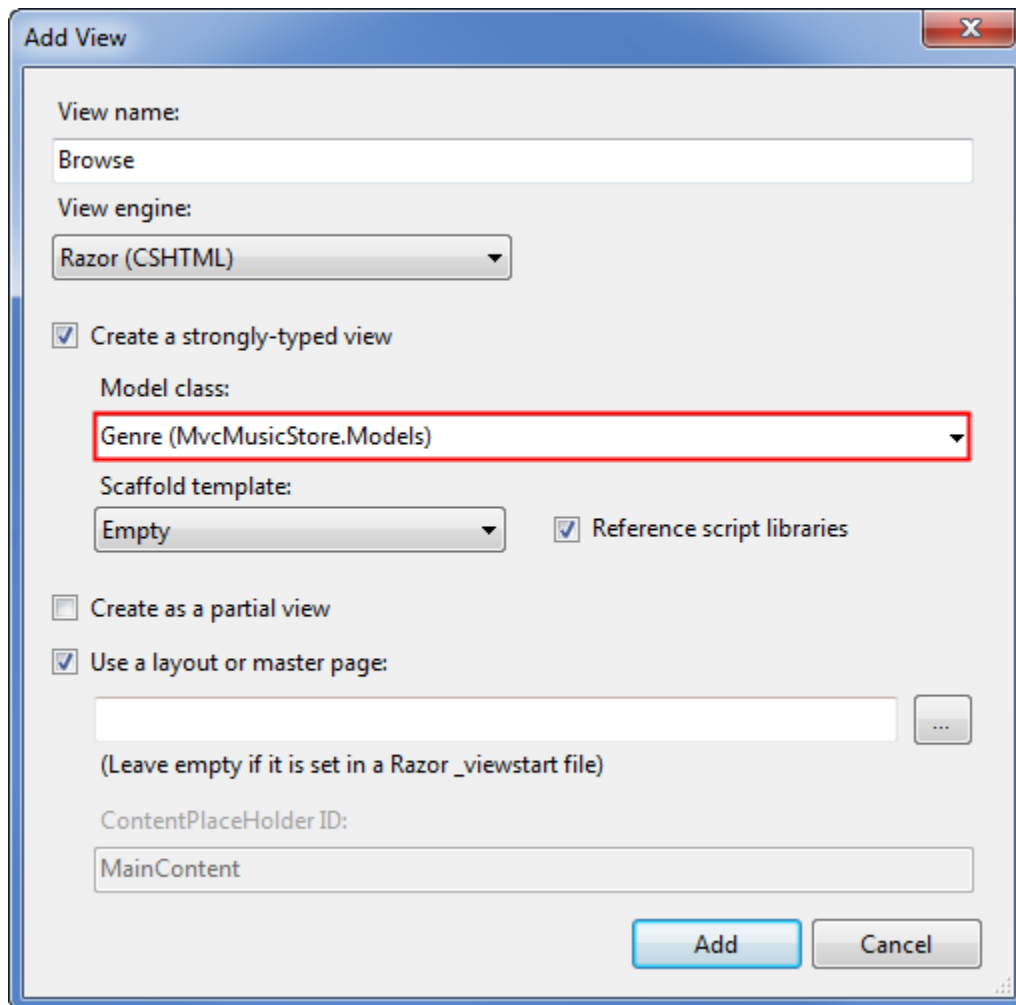 Add View
View name:
Browse
View engine:
Razor (CSHTML)
Create a strongly-typed view
Model class:
Genre (MvcMusicStore.Models)
Scaffold template:
Empty
Reference script libraries
Create as a partial view
Use a layout or master page:
...
(Leave empty if it is set in a Razor _viewstart file)
ContentPlaceHolder ID:
MainContent
Add
Cancel